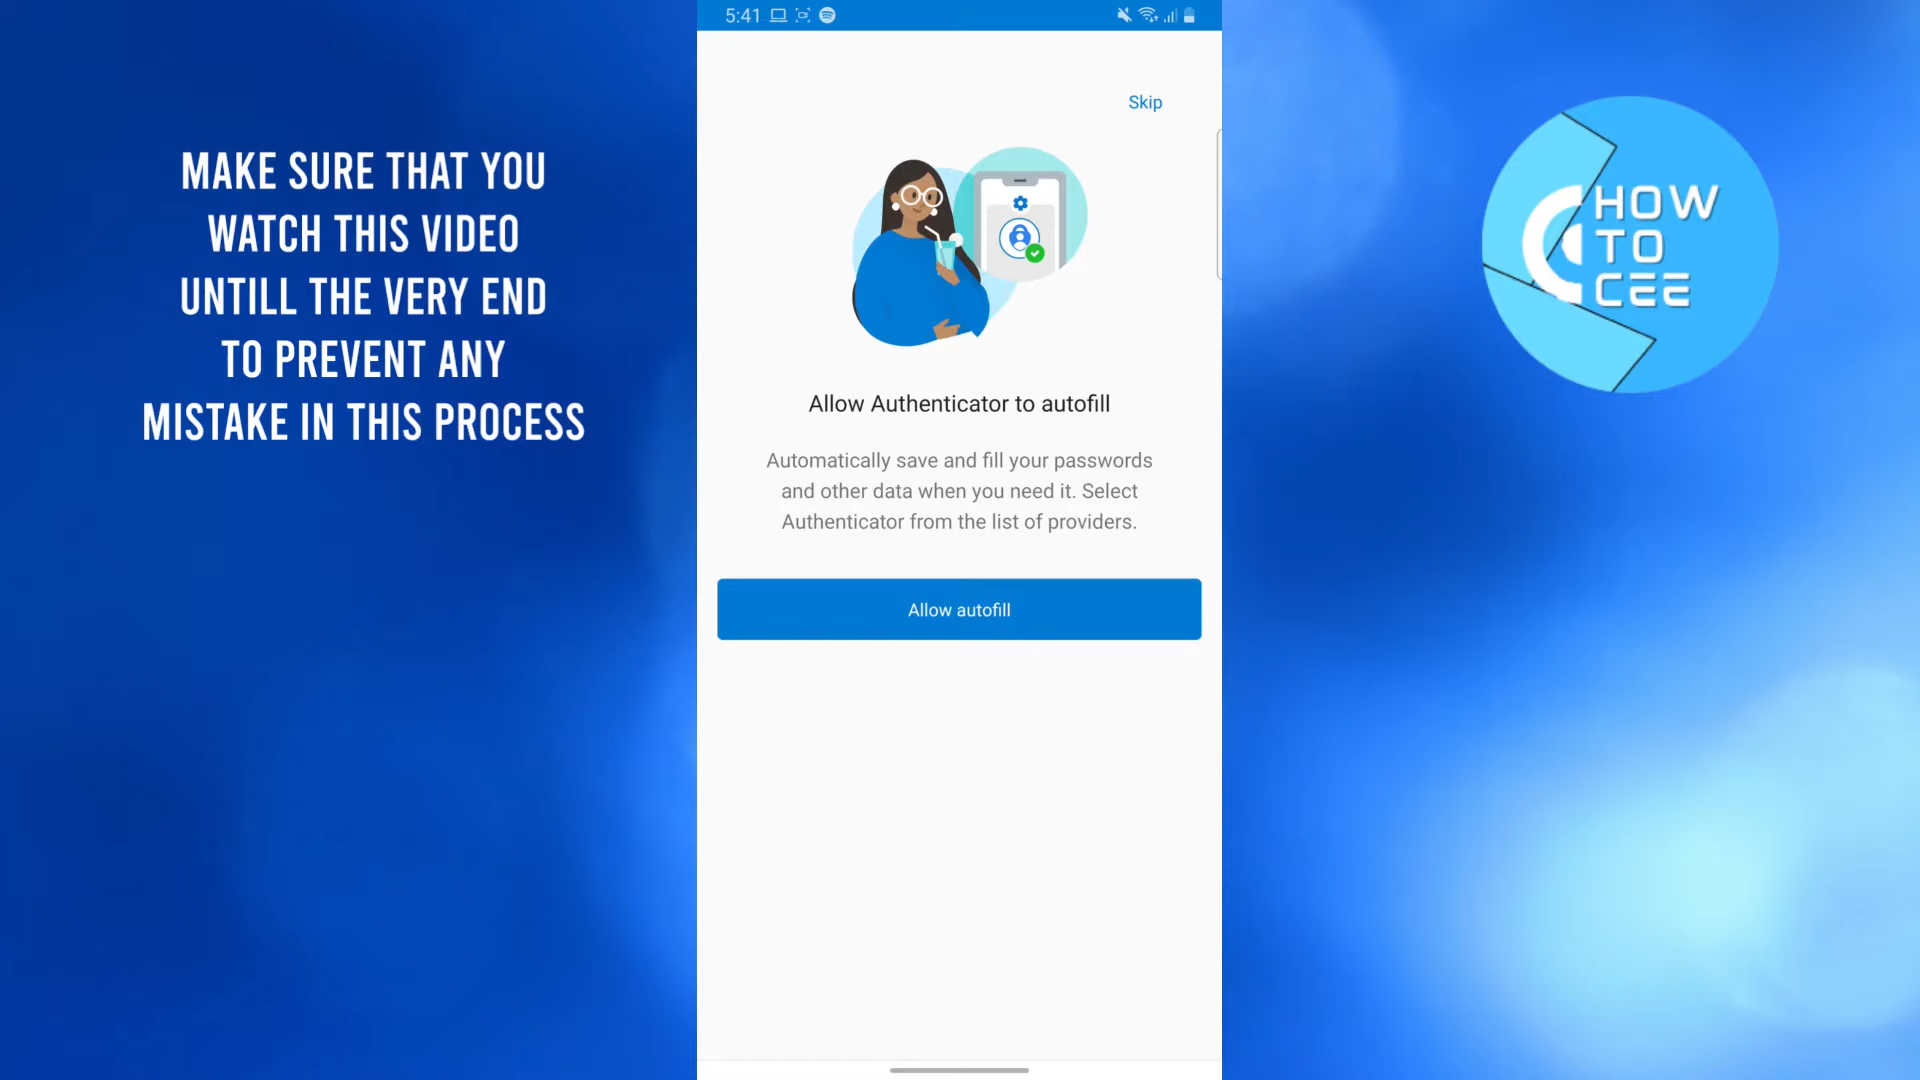 MAKE SURE THAT YOU
WATCH THIS VIDEO
UNTILL THE VERY END
TO PREVENT ANY
MISTAKE IN THIS PROCESS
5:41
Skip
Allow Authenticator to autofill
Automatically save and fill your passwords
and other data when you need it. Select
Authenticator from the list of providers.
Allow autofill
HOW
TO
CEE